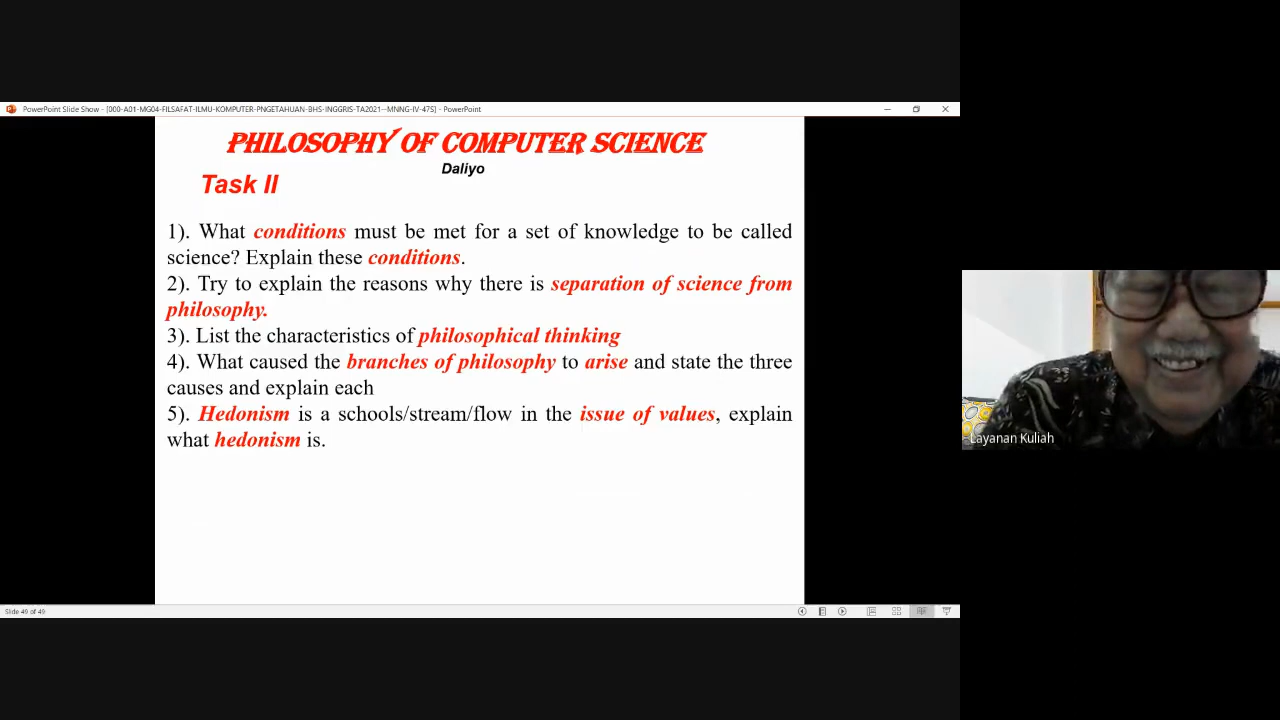 PowerPoint Slide Show - [000-A01-MG04-FILSAFAT-ILMU-KOMPUTER-PNGETAHUAN-BHS-INGGRIS-TA2021--MNNG-IV-47S] - PowerPoint
PHILOSOPHY OF COMPUTER SCIENCE
Daliyo
Task II
1). What conditions must be met for a set of knowledge to be called
science? Explain these conditions.
2). Try to explain the reasons why there is separation of science from
philosophy.
3). List the characteristics of philosophical thinking
4). What caused the branches of philosophy to arise and state the three
causes and explain each
5). Hedonism is a schools/stream/flow in the issue of values, explain
what hedonism is.
Layanan Kuliah
Slide 49 of 49